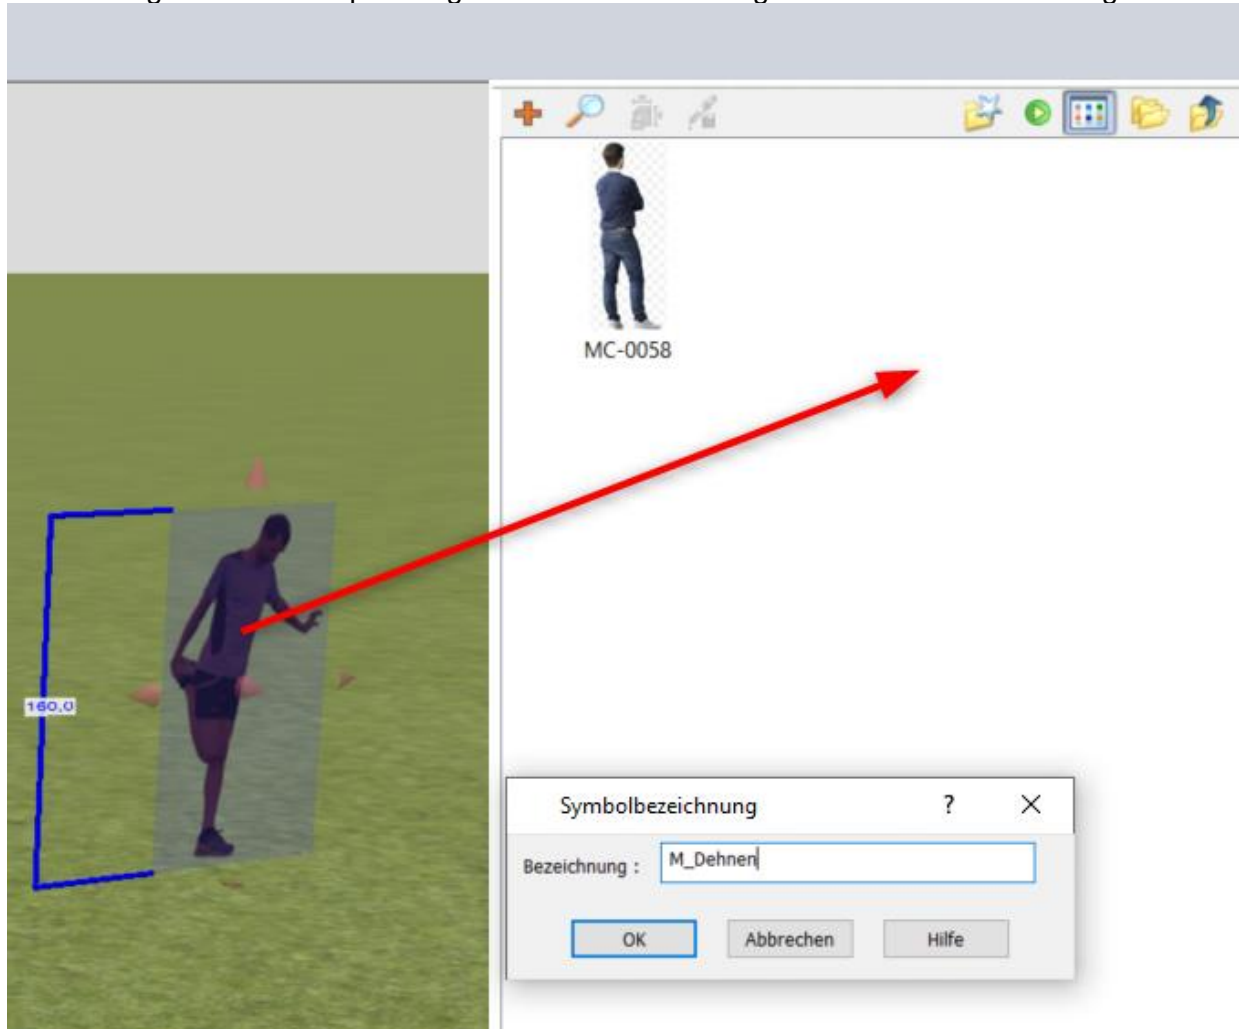 MC-0058
160,0
Symbolbezeichnung ? ×
Bezeichnung : M_Dehnen
OK Abbrechen Hilfe